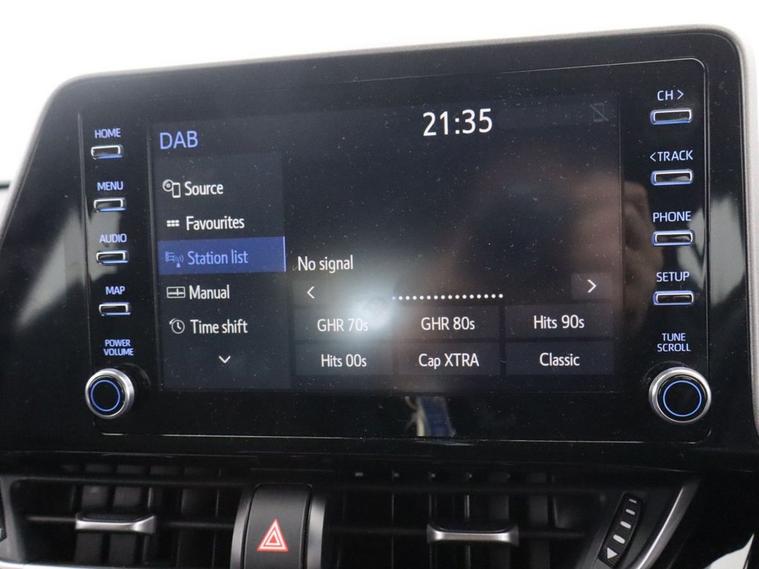 HOME
MENU
AUDIO
MAP
POWER
VOLUME
DAB
21:35
Source
Favourites
Station list
Manual
Time shift
No signal
<
>
GHR 70s
GHR 80s
Hits 90s
Hits 00s
Cap XTRA
Classic
CH >
< TRACK
PHONE
SETUP
TUNE
SCROLL